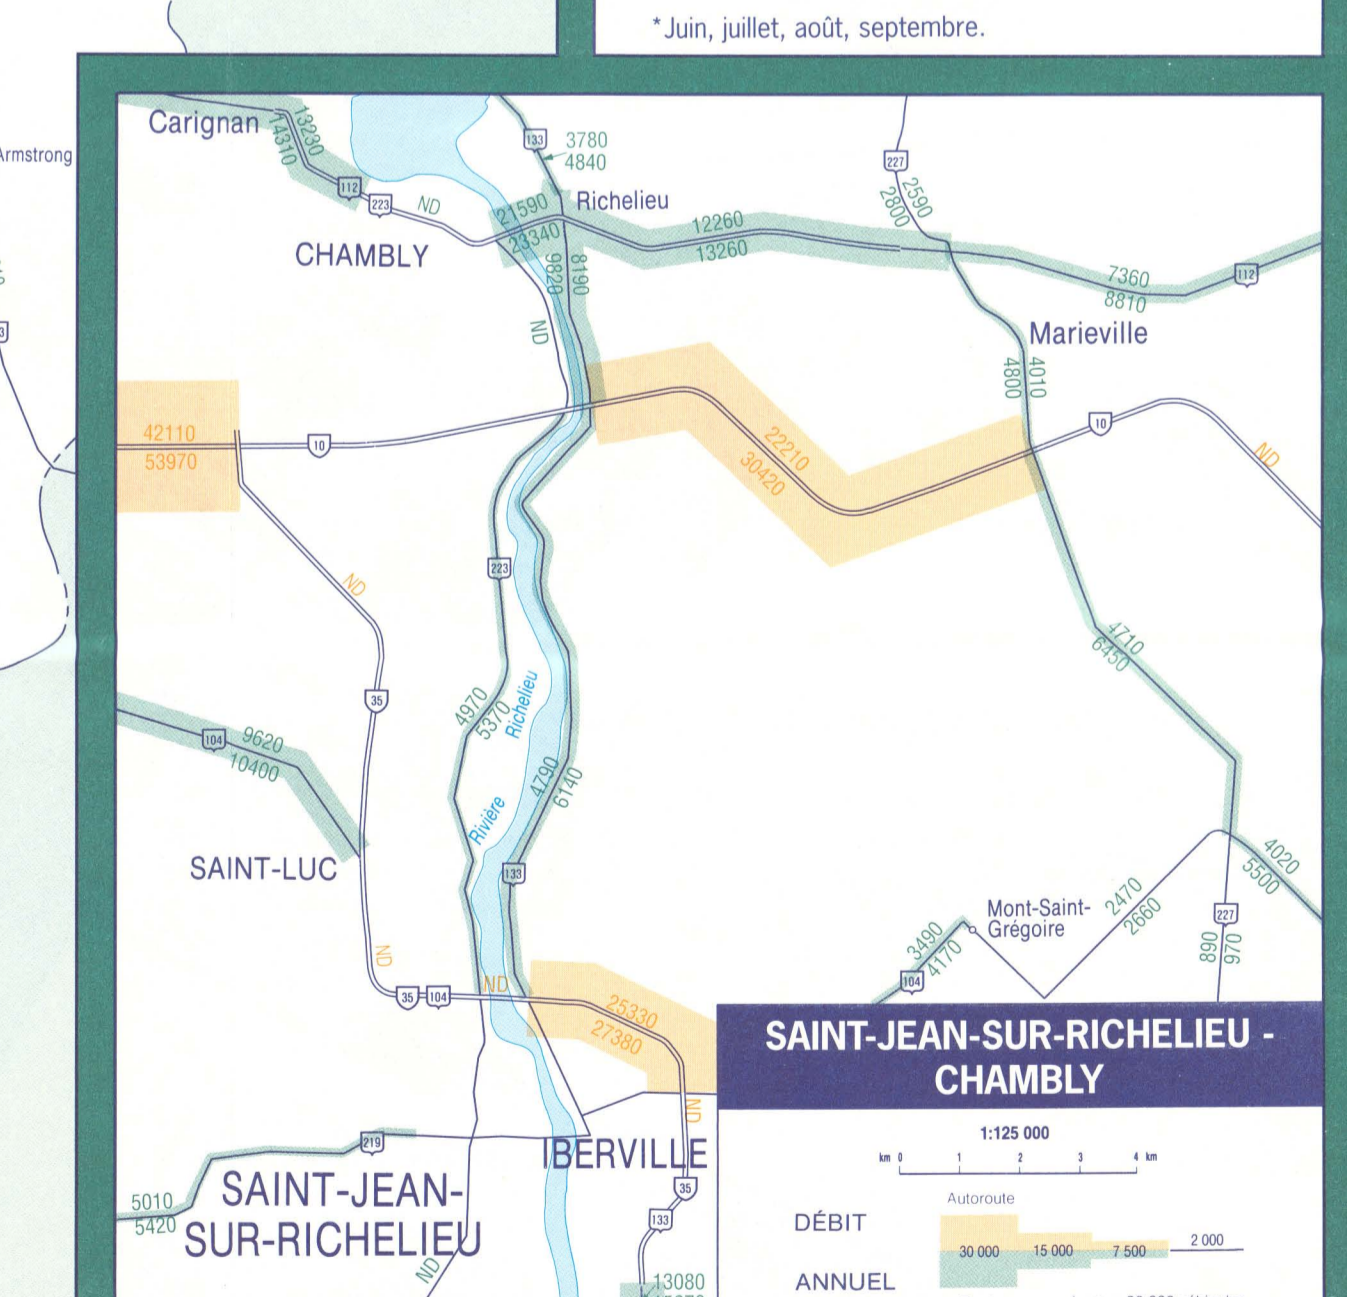 *Juin, juillet, août, septembre.
Armstrong
Carignan
13230
14310
112
223
ND
133
3780
4840
Richelieu
21590
23340
CHAMBLY
9820
8190
ND
12260
13260
227
2590
2800
7360
8810
112
Marieville
4010
4800
42110
53970
10
22210
30420
10
ND
ND
223
35
4710
6450
4970
5370
Rivière Richelieu
4790
6140
104
9620
10400
SAINT-LUC
133
4020
5500
2470
2660
Mont-Saint-
Grégoire
3490
4170
104
227
890
970
ND
35
104
ND
25330
27380
ND
219
IBERVILLE
SAINT-JEAN-
SUR-RICHELIEU
5010
5420
35
133
ND
13080
SAINT-JEAN-SUR-RICHELIEU -
CHAMBLY
1:125 000
km 0 1 2 3 4 km
Autoroute
DÉBIT
30 000 15 000 7 500 2 000
ANNUEL